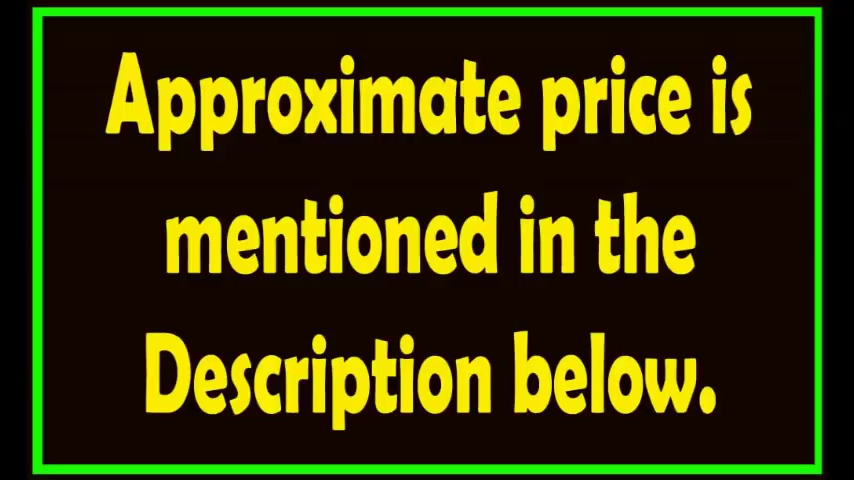 Approximate price is
mentioned in the
Description below.